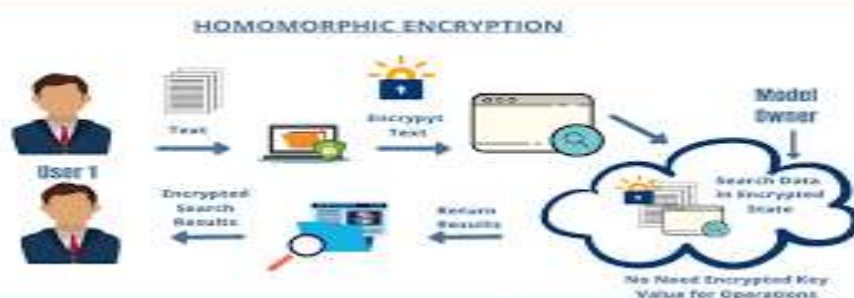 HOMOMORPHIC ENCRYPTION
Text
Encrypyt
Text
Model
Owner
User 1
Search Data
in Encrypted
State
Encrypted
Search
Results
Return
Results
No Need Encrypted Key
Value for Operations